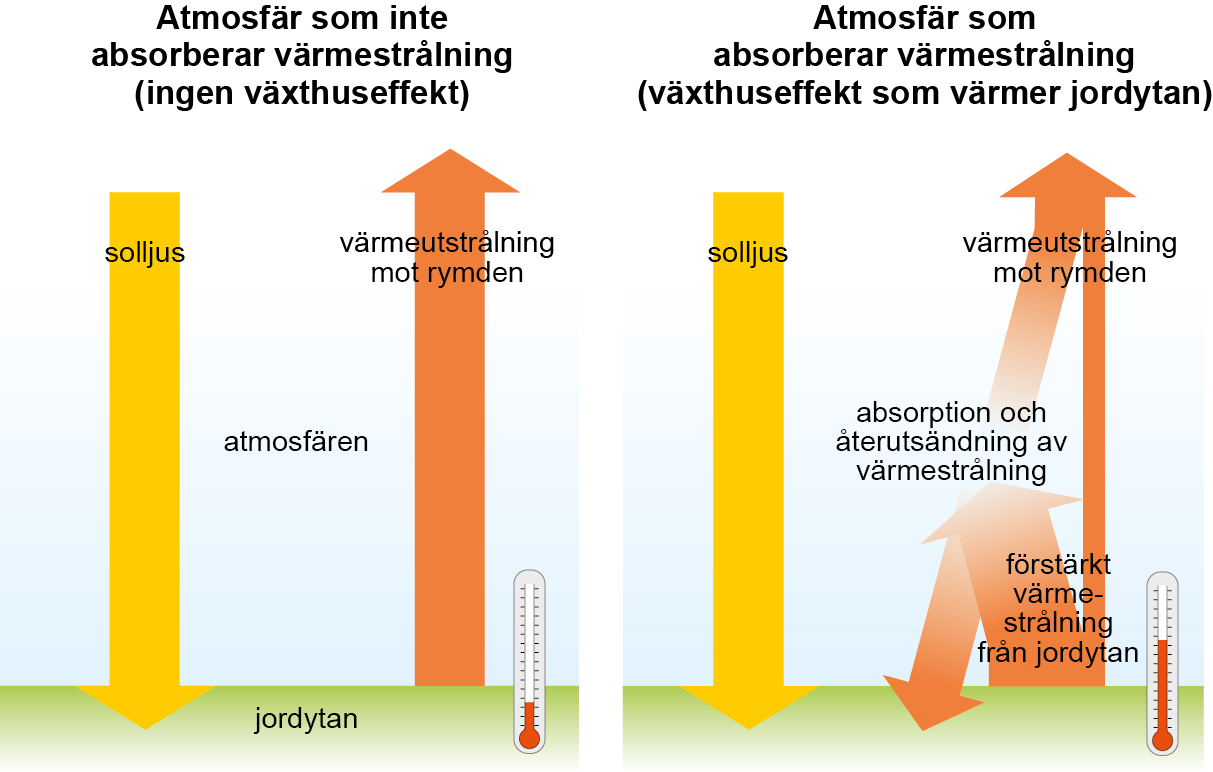 Atmosfär som inte
absorberar värmestrålning
(ingen växthuseffekt)
solljus
värmeutstrålning
mot rymden
atmosfären
jordytan
Atmosfär som
absorberar värmestrålning
(växthuseffekt som värmer jordytan)
solljus
värmeutstrålning
mot rymden
absorption och
återutsändning av
värmestrålning
förstärkt
värme-
strålning
från jordytan